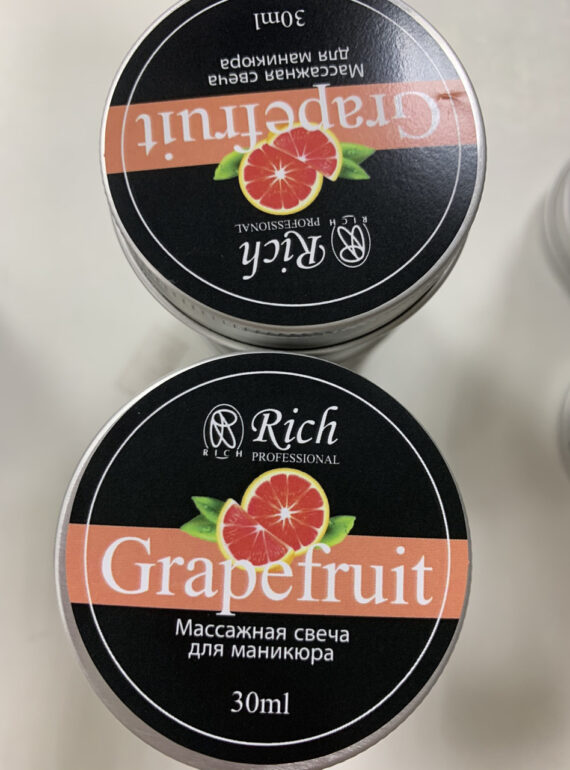 30ml
Массажная свеча
для маникюра
Grapefruit
RICH
Rich
PROFESSIONAL
RICH
Rich
PROFESSIONAL
Grapefruit
Массажная свеча
для маникюра
30ml